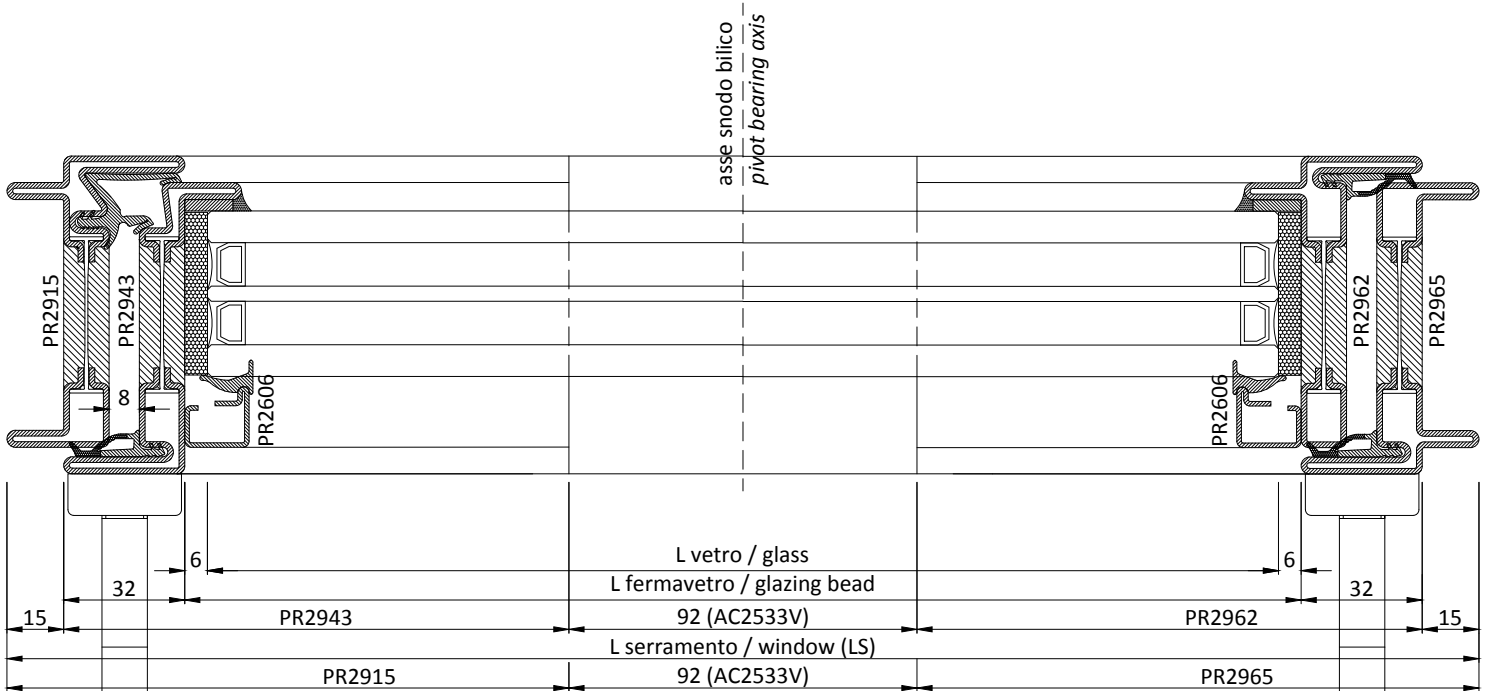 asse snodo bilico
pivot bearing axis
PR2915
PR2943
PR2962
PR2965
8
PR2606
PR2606
6
L vetro / glass
6
32
L fermavetro / glazing bead
32
15
PR2943
92 (AC2533V)
PR2962
15
L serramento / window (LS)
PR2915
92 (AC2533V)
PR2965